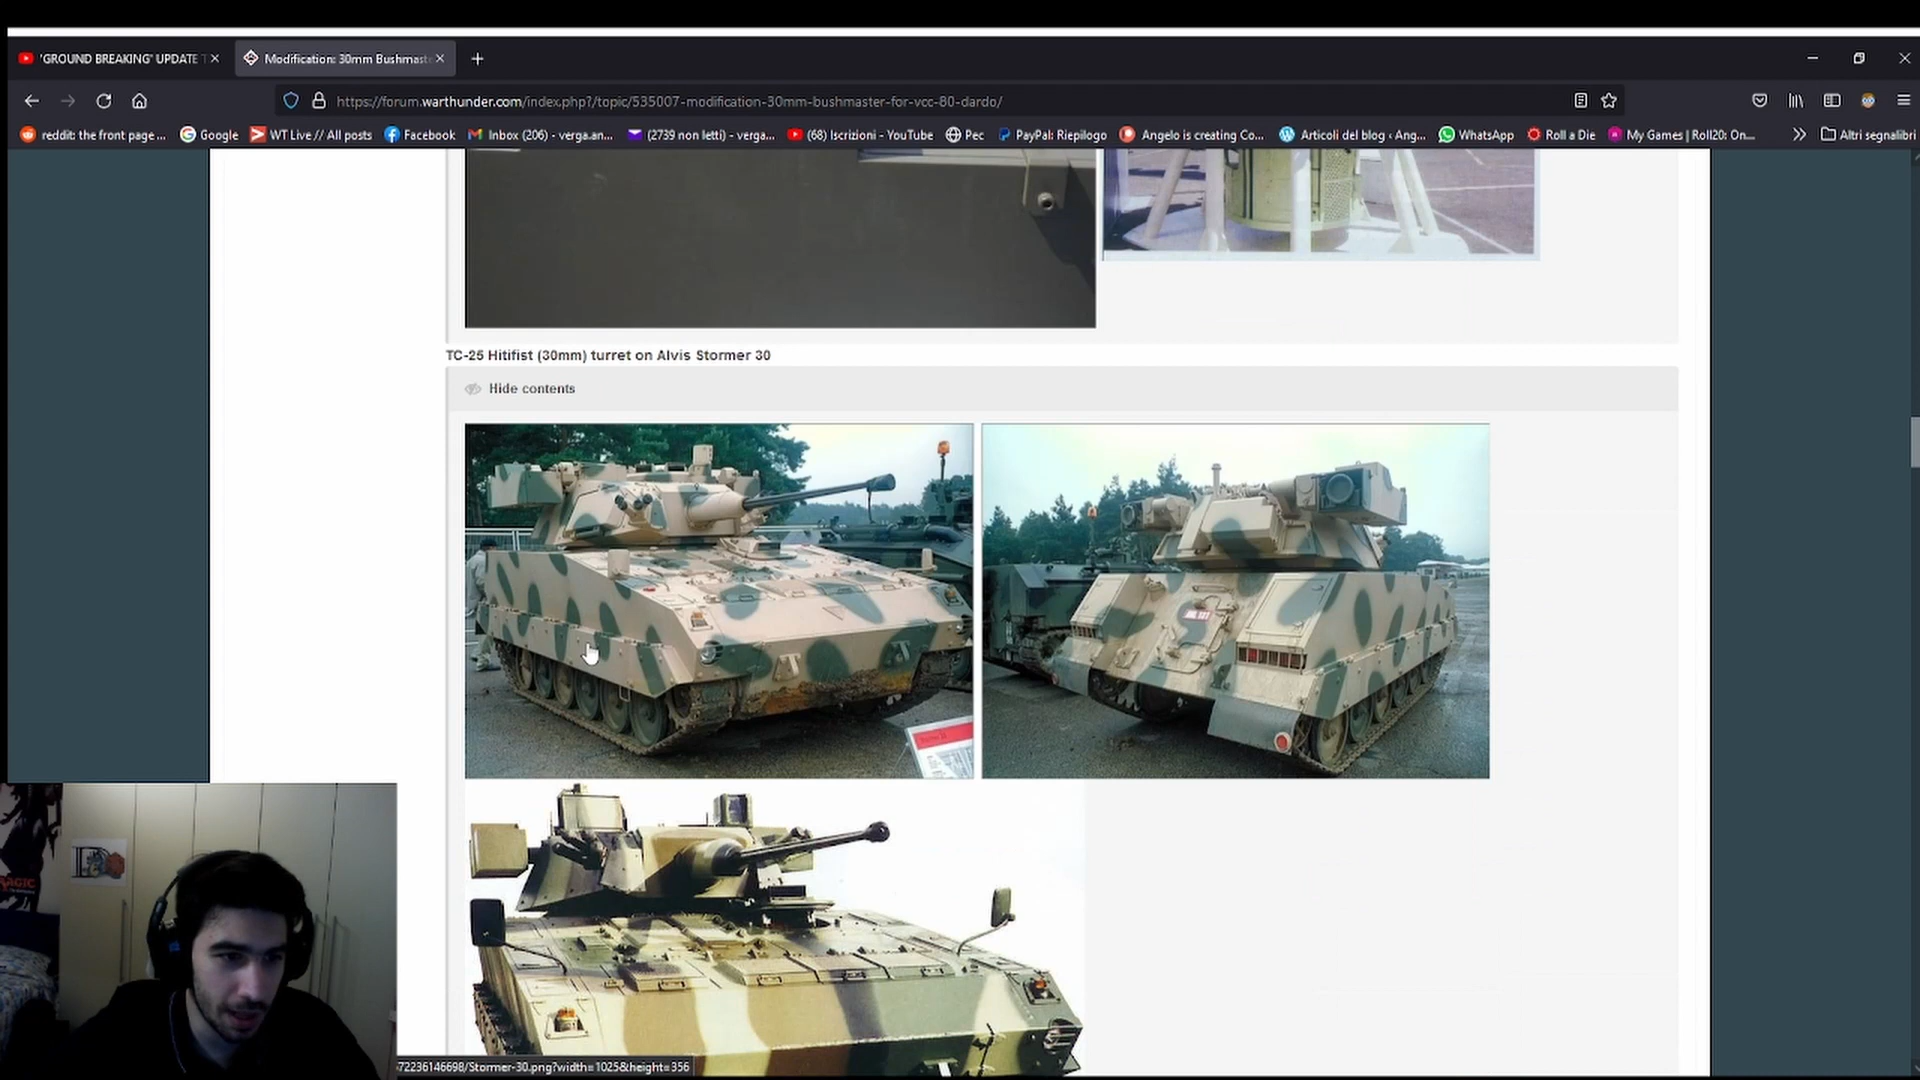 'GROUND BREAKING' UPDATE T
Modification: 30mm Bushmast
https://forum.warthunder.com/index.php?/topic/535007-modification-30mm-bushmaster-for-vcc-80-dardo/
reddit: the front page ...
Google
WT Live // All posts
Facebook
Inbox (206) - verga.an...
(2739 non letti) - verga...
(68) Iscrizioni - YouTube
Pec
PayPal: Riepilogo
Angelo is creating Co...
Articoli del blog ‹ Ang...
WhatsApp
Roll a Die
My Games | Roll20: On...
Altri segnalibri
TC-25 Hitifist (30mm) turret on Alvis Stormer 30
Hide contents
72236146698/Stormer-30.png?width=1025&height=356